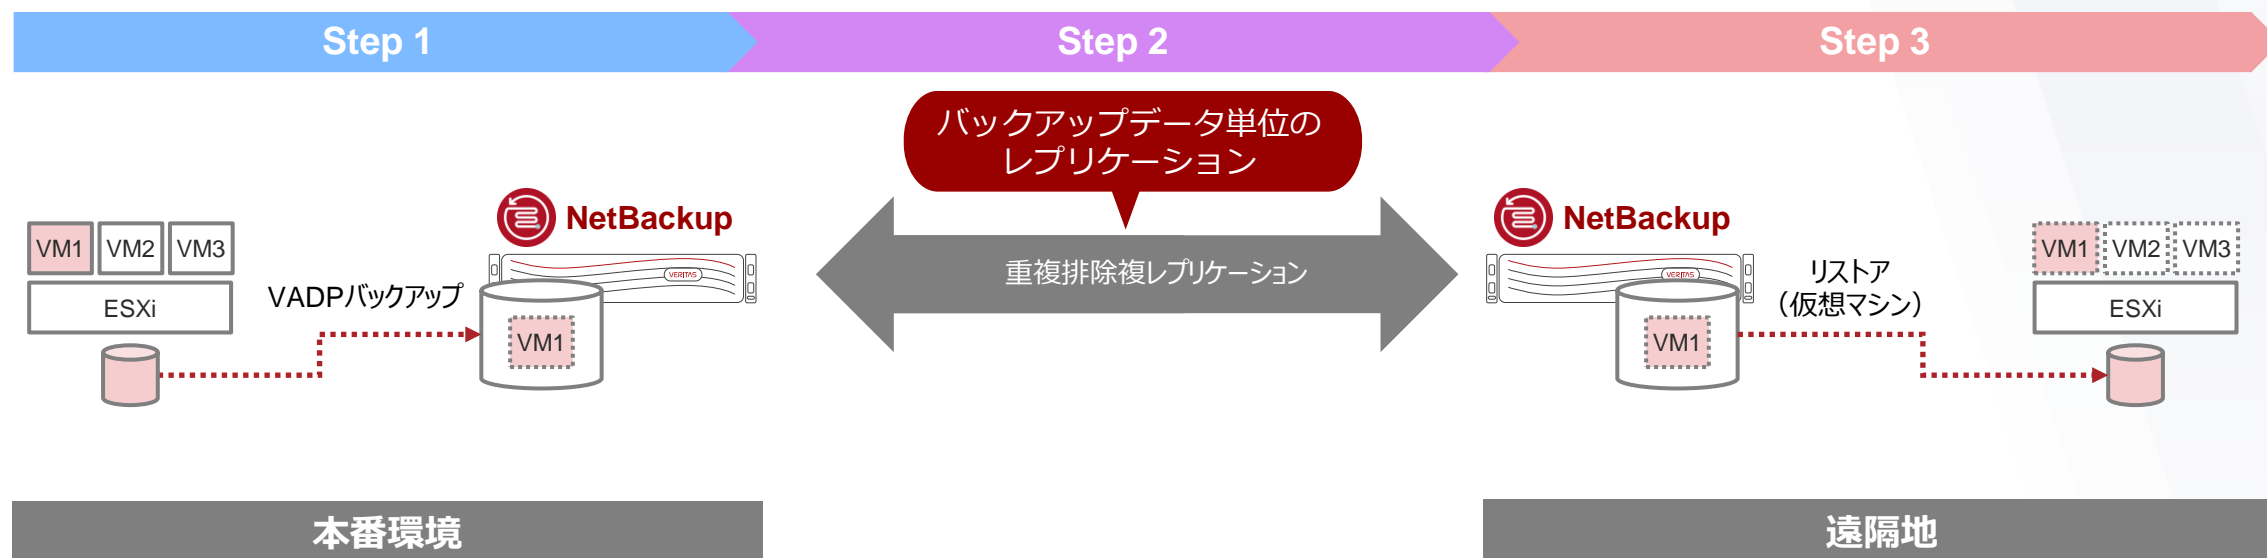 Step 1
Step 2
Step 3
バックアップデータ単位の
レプリケーション
NetBackup
NetBackup
VM1
VM2
VM3
ESXi
VADPバックアップ
VERITAS
VM1
重複排除複レプリケーション
VERITAS
VM1
リストア
（仮想マシン）
VM1
VM2
VM3
ESXi
本番環境
遠隔地